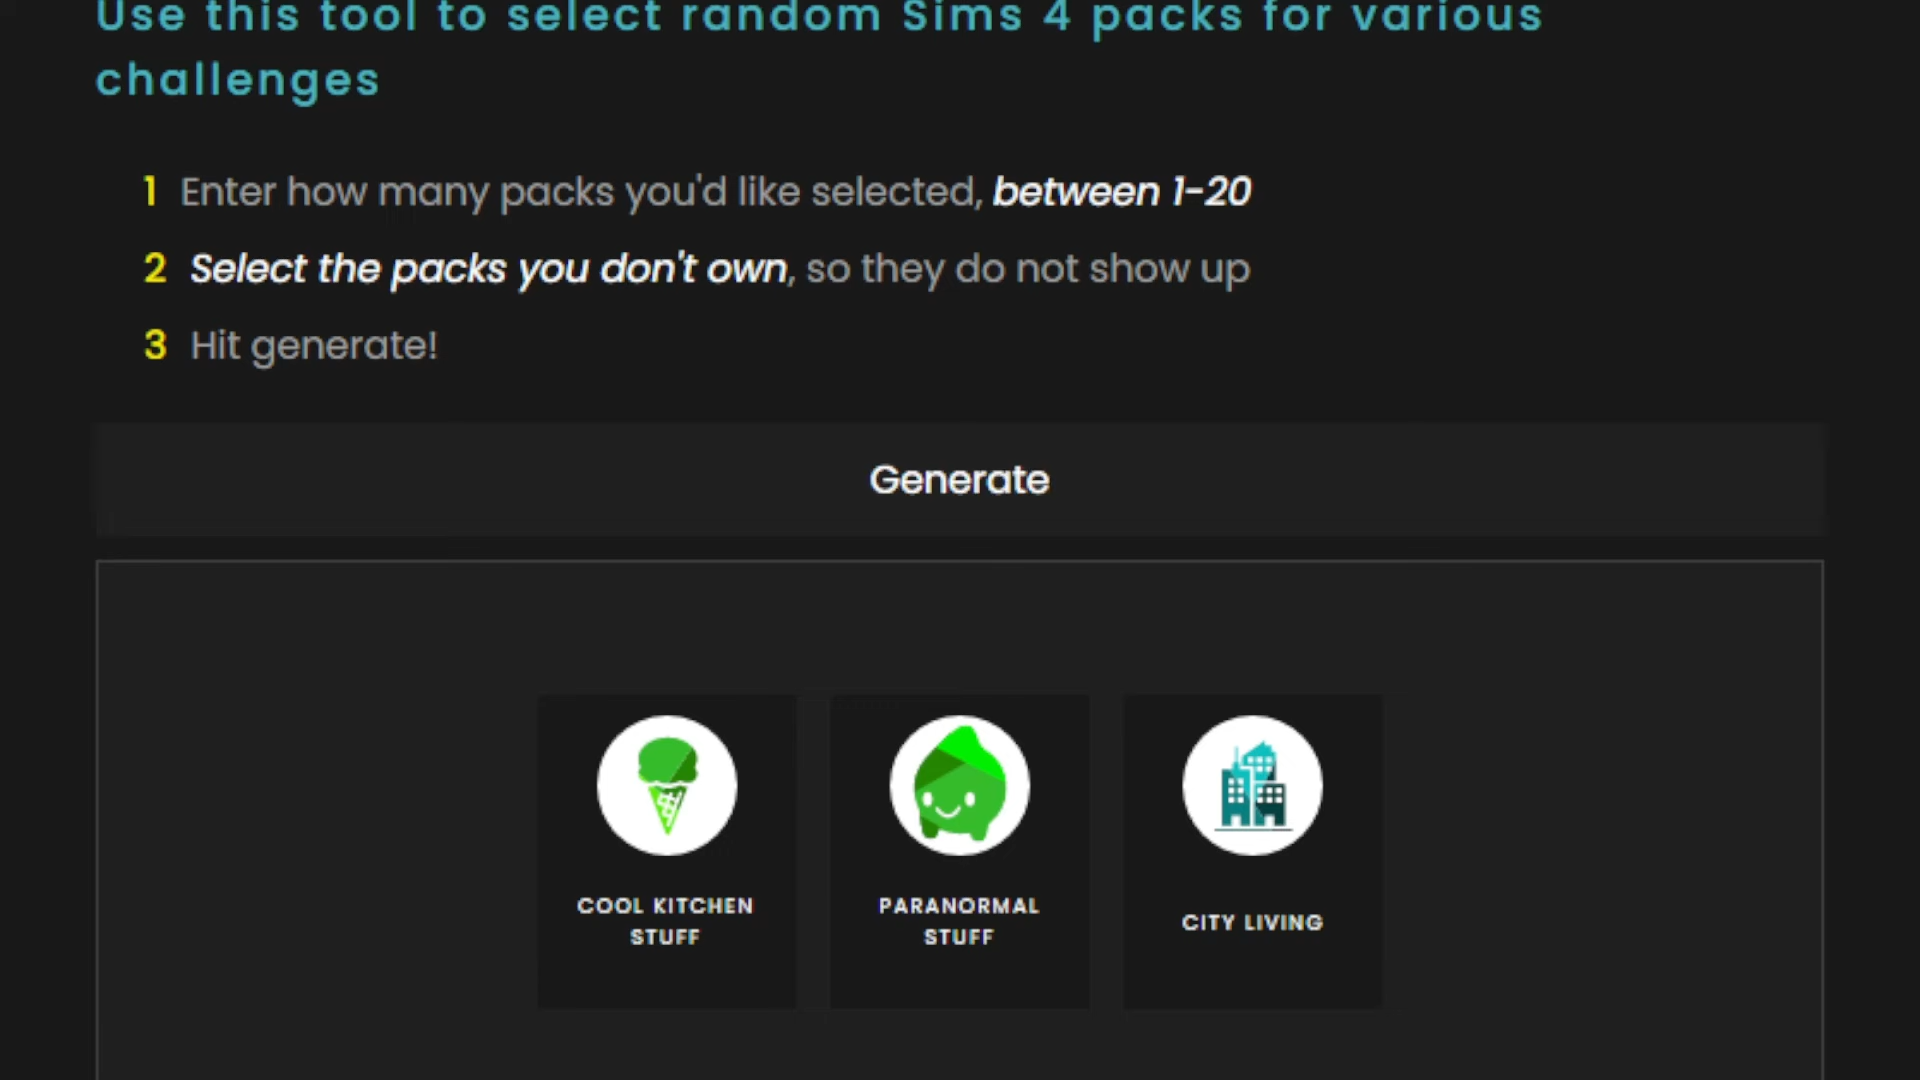 Use this tool to select random Sims 4 packs for various
challenges
1 Enter how many packs you'd like selected, between 1-20
2 Select the packs you don't own, so they do not show up
3 Hit generate!
Generate
COOL KITCHEN
STUFF
PARANORMAL
STUFF
CITY LIVING